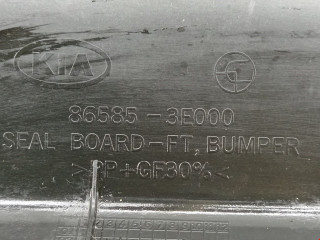 KIA
86585-3E000
SEAL BOARD-FT, BUMPER
>PP+GF30%<